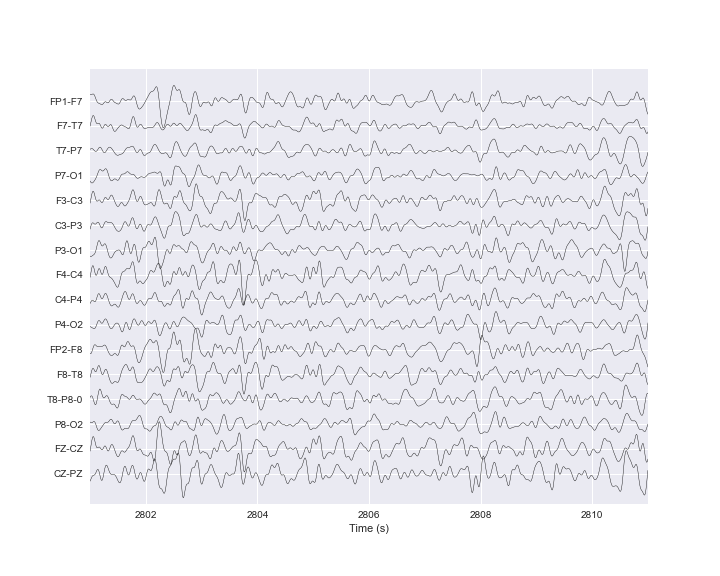 FP1-F7
F7-T7
T7-P7
P7-O1
F3-C3
C3-P3
P3-O1
F4-C4
C4-P4
P4-O2
FP2-F8
F8-T8
T8-P8-0
P8-O2
FZ-CZ
CZ-PZ
2802 2804 2806 2808 2810
Time (s)